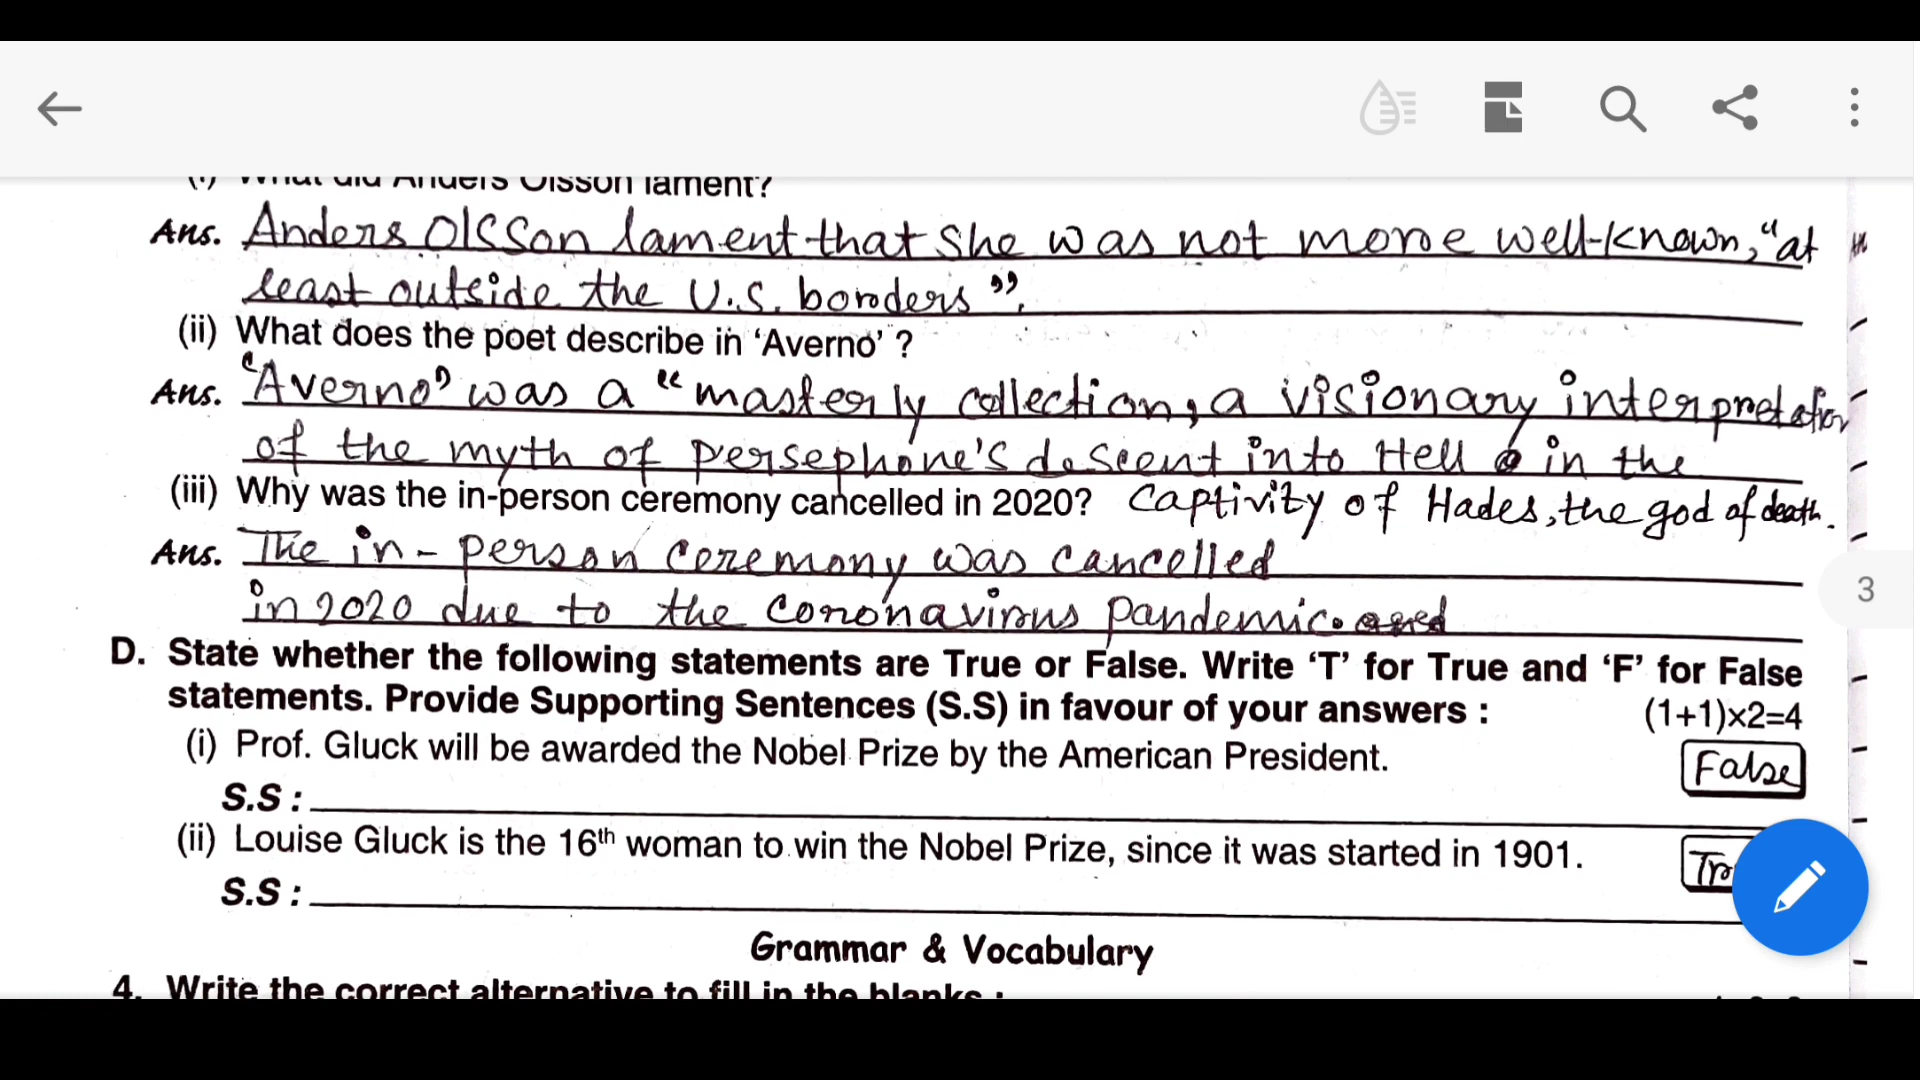 (i) What did Anders Olsson lament?
Ans. Anders Olsson lament that she was not more well-known, "at
least outside the U.S. borders".
(ii) What does the poet describe in 'Averno' ?
Ans. "Averno" was a "masterly collection, a visionary interpretation
of the myth of persephone's descent into Hell in the
(iii) Why was the in-person ceremony cancelled in 2020? captivity of Hades, the god of death.
Ans. The in-person ceremony was cancelled
in 2020 due to the coronavirus pandemic.
3
D. State whether the following statements are True or False. Write 'T' for True and 'F' for False
statements. Provide Supporting Sentences (S.S) in favour of your answers : (1+1)x2=4
(i) Prof. Gluck will be awarded the Nobel Prize by the American President. False
S.S :
(ii) Louise Gluck is the 16th woman to win the Nobel Prize, since it was started in 1901. Tr
S.S :
Grammar & Vocabulary
4. Write the correct alternative to fill in the blanks :